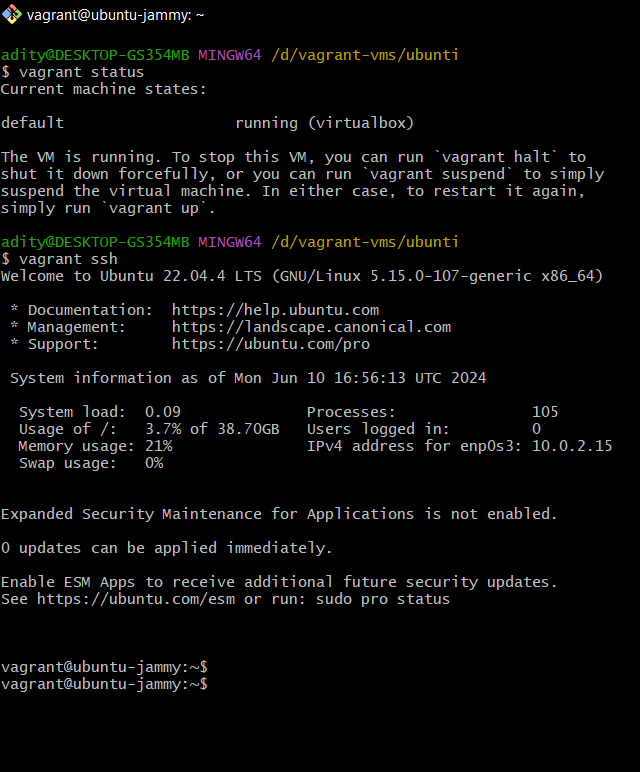 vagrant@ubuntu-jammy: ~
adity@DESKTOP-GS354MB MINGW64 /d/vagrant-vms/ubunti
$ vagrant status
Current machine states:
default                   running (virtualbox)
The VM is running. To stop this VM, you can run `vagrant halt` to
shut it down forcefully, or you can run `vagrant suspend` to simply
suspend the virtual machine. In either case, to restart it again,
simply run `vagrant up`.
adity@DESKTOP-GS354MB MINGW64 /d/vagrant-vms/ubunti
$ vagrant ssh
Welcome to Ubuntu 22.04.4 LTS (GNU/Linux 5.15.0-107-generic x86_64)
 * Documentation:  https://help.ubuntu.com
 * Management:     https://landscape.canonical.com
 * Support:        https://ubuntu.com/pro
 System information as of Mon Jun 10 16:56:13 UTC 2024
  System load:  0.09              Processes:               105
  Usage of /:   3.7% of 38.70GB   Users logged in:         0
  Memory usage: 21%               IPv4 address for enp0s3: 10.0.2.15
  Swap usage:   0%
Expanded Security Maintenance for Applications is not enabled.
0 updates can be applied immediately.
Enable ESM Apps to receive additional future security updates.
See https://ubuntu.com/esm or run: sudo pro status
vagrant@ubuntu-jammy:~$
vagrant@ubuntu-jammy:~$